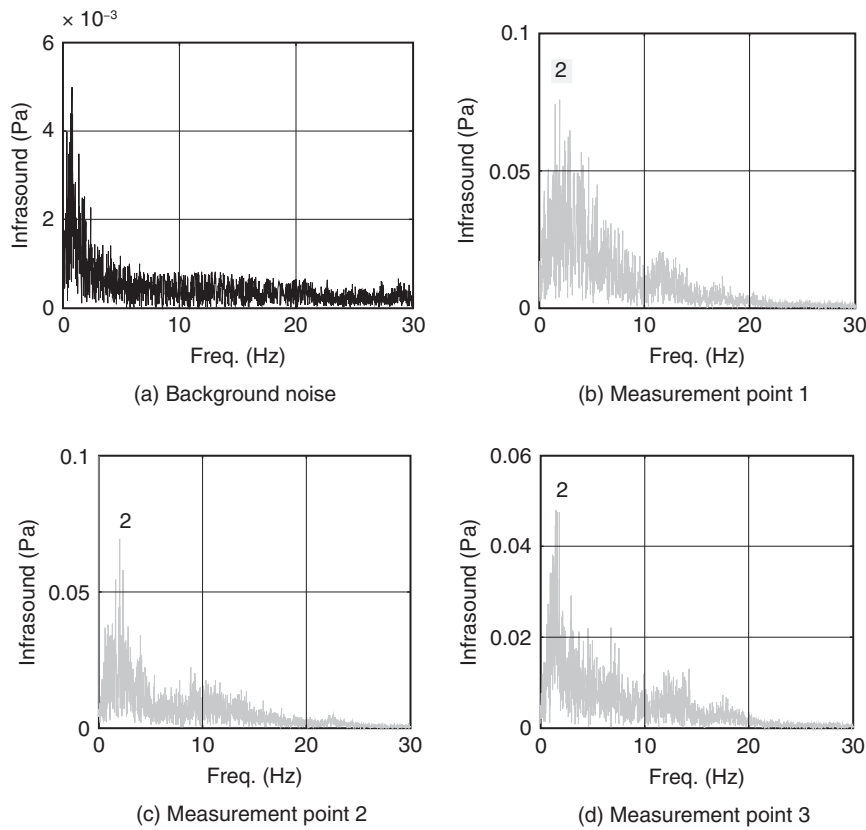 × 10⁻³
6
4
2
0
0 10 20 30
Infrasound (Pa)
Freq. (Hz)
(a) Background noise
0.1
0.05
0
0 10 20 30
2
Infrasound (Pa)
Freq. (Hz)
(b) Measurement point 1
0.1
0.05
0
0 10 20 30
2
Infrasound (Pa)
Freq. (Hz)
(c) Measurement point 2
0.06
0.04
0.02
0
0 10 20 30
2
Infrasound (Pa)
Freq. (Hz)
(d) Measurement point 3